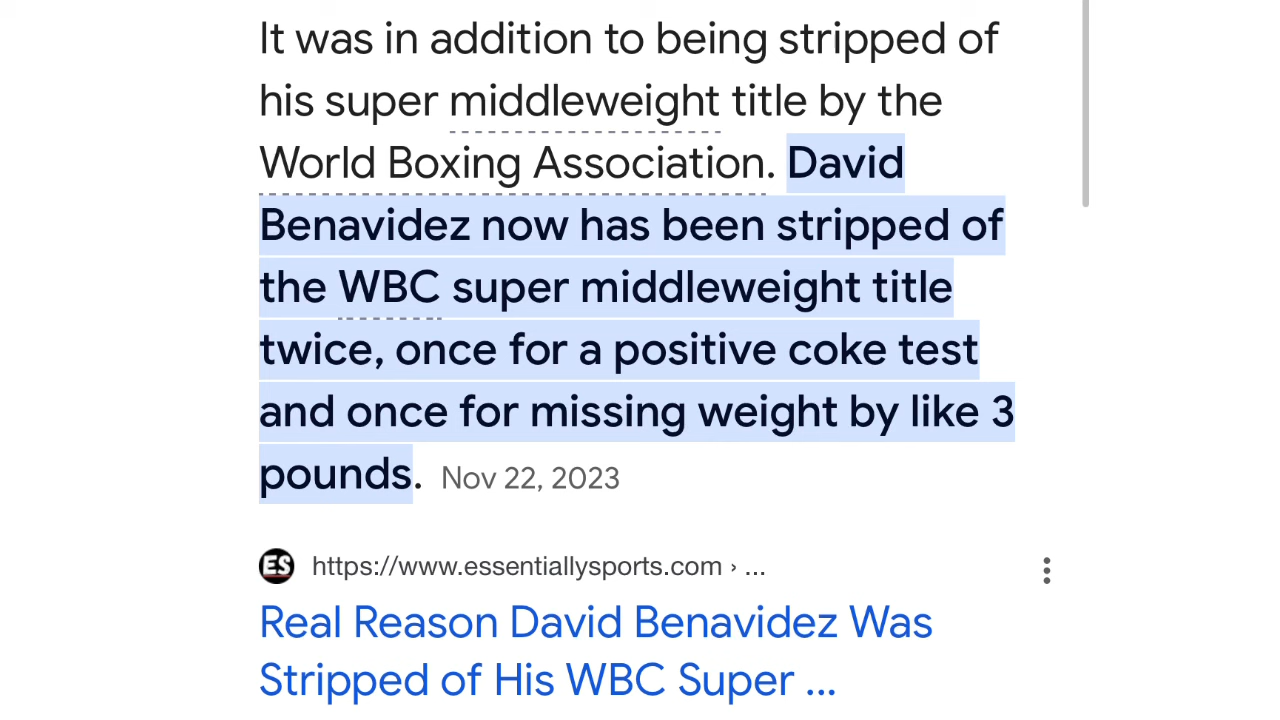 It was in addition to being stripped of
his super middleweight title by the
World Boxing Association. David
Benavidez now has been stripped of
the WBC super middleweight title
twice, once for a positive coke test
and once for missing weight by like 3
pounds. Nov 22, 2023
ES https://www.essentiallysports.com › ...
Real Reason David Benavidez Was
Stripped of His WBC Super ...